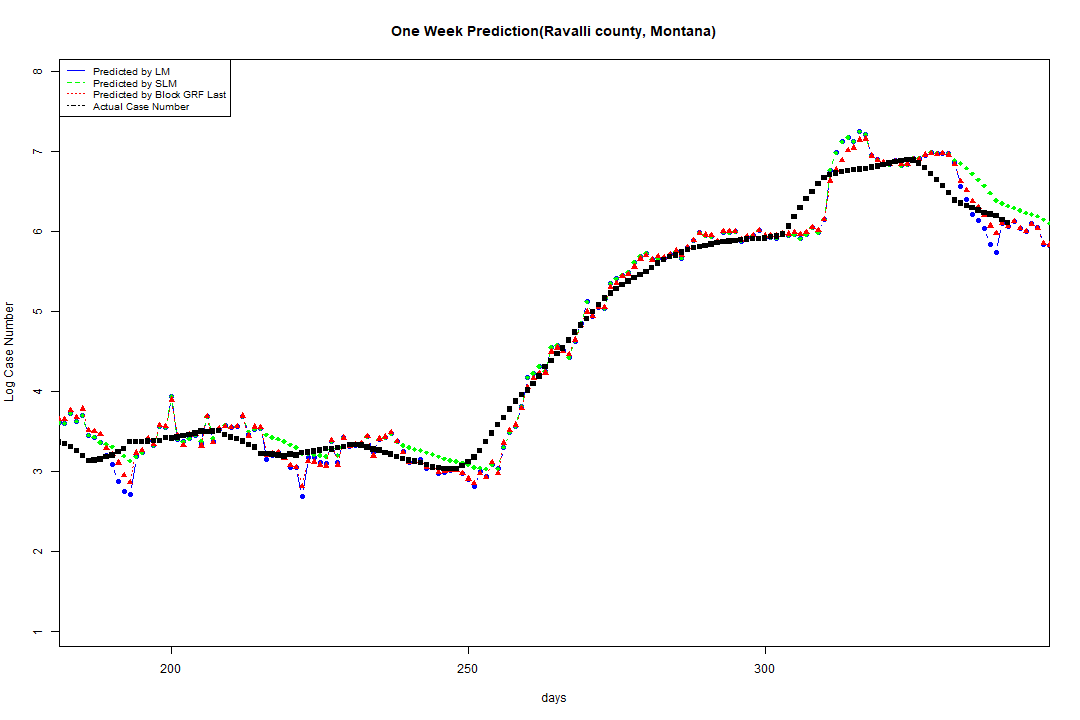 One Week Prediction(Ravalli county, Montana)
Predicted by LM
Predicted by SLM
Predicted by Block GRF Last
Actual Case Number
8
7
6
5
4
3
2
1
Log Case Number
200 250 300
days